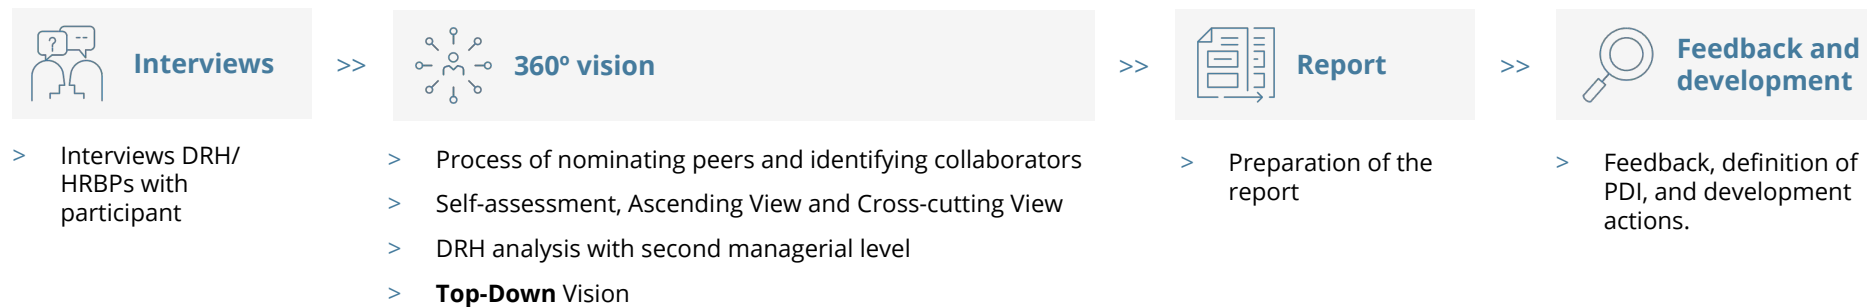 ? --
Interviews
>>
360º vision
>>
Report
>>
Feedback and
development
> Interviews DRH/
HRBPs with
participant
> Process of nominating peers and identifying collaborators
> Self-assessment, Ascending View and Cross-cutting View
> DRH analysis with second managerial level
> Top-Down Vision
> Preparation of the
report
> Feedback, definition of
PDI, and development
actions.